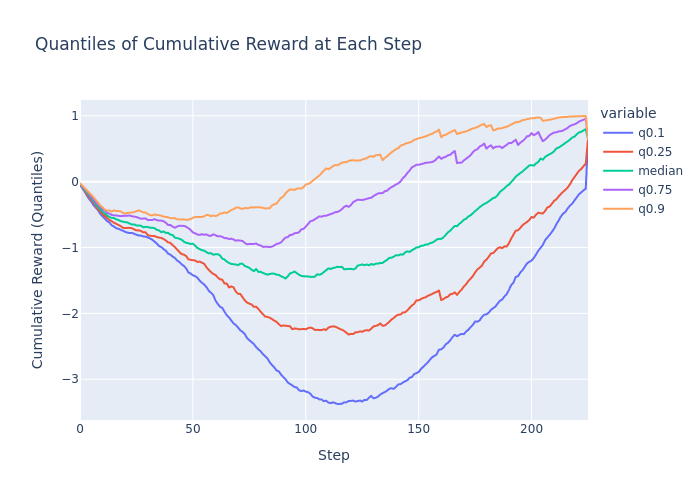 Quantiles of Cumulative Reward at Each Step
variable
q0.1
q0.25
median
q0.75
q0.9
Cumulative Reward (Quantiles)
1
0
−1
−2
−3
0
50
100
150
200
Step